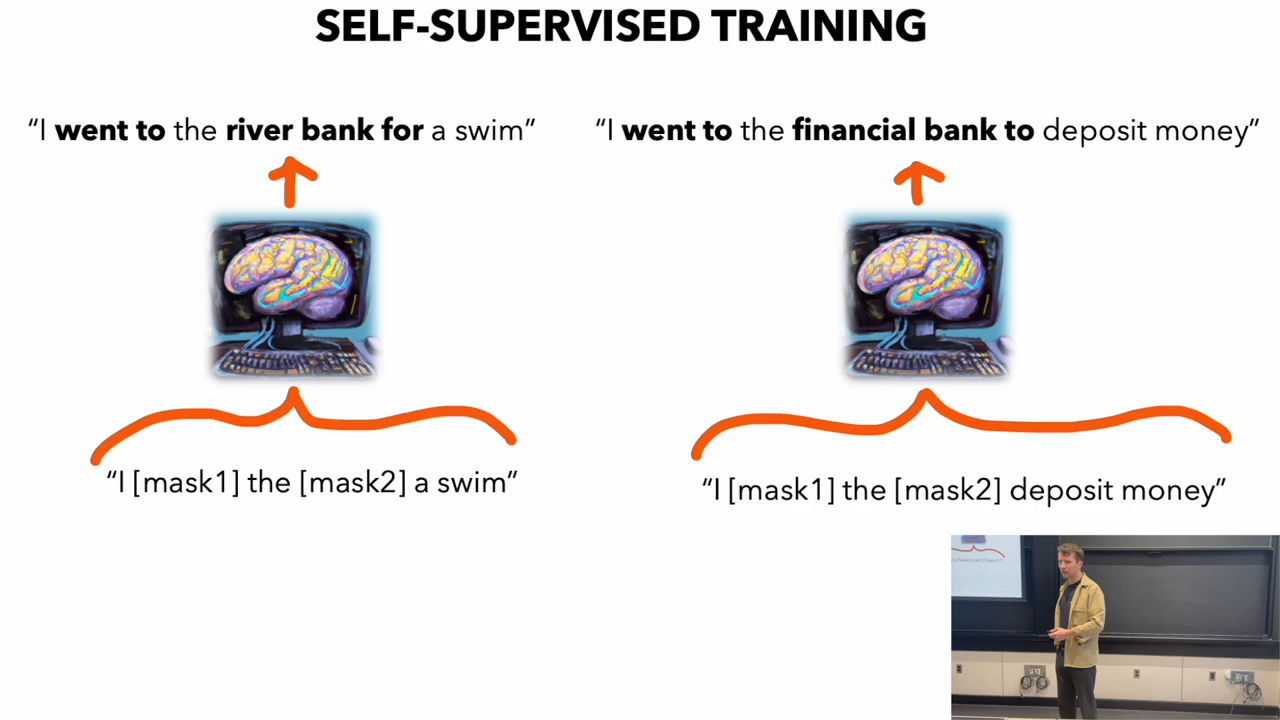 SELF-SUPERVISED TRAINING
“I went to the river bank for a swim”
“I went to the financial bank to deposit money”
“I [mask1] the [mask2] a swim”
“I [mask1] the [mask2] deposit money”